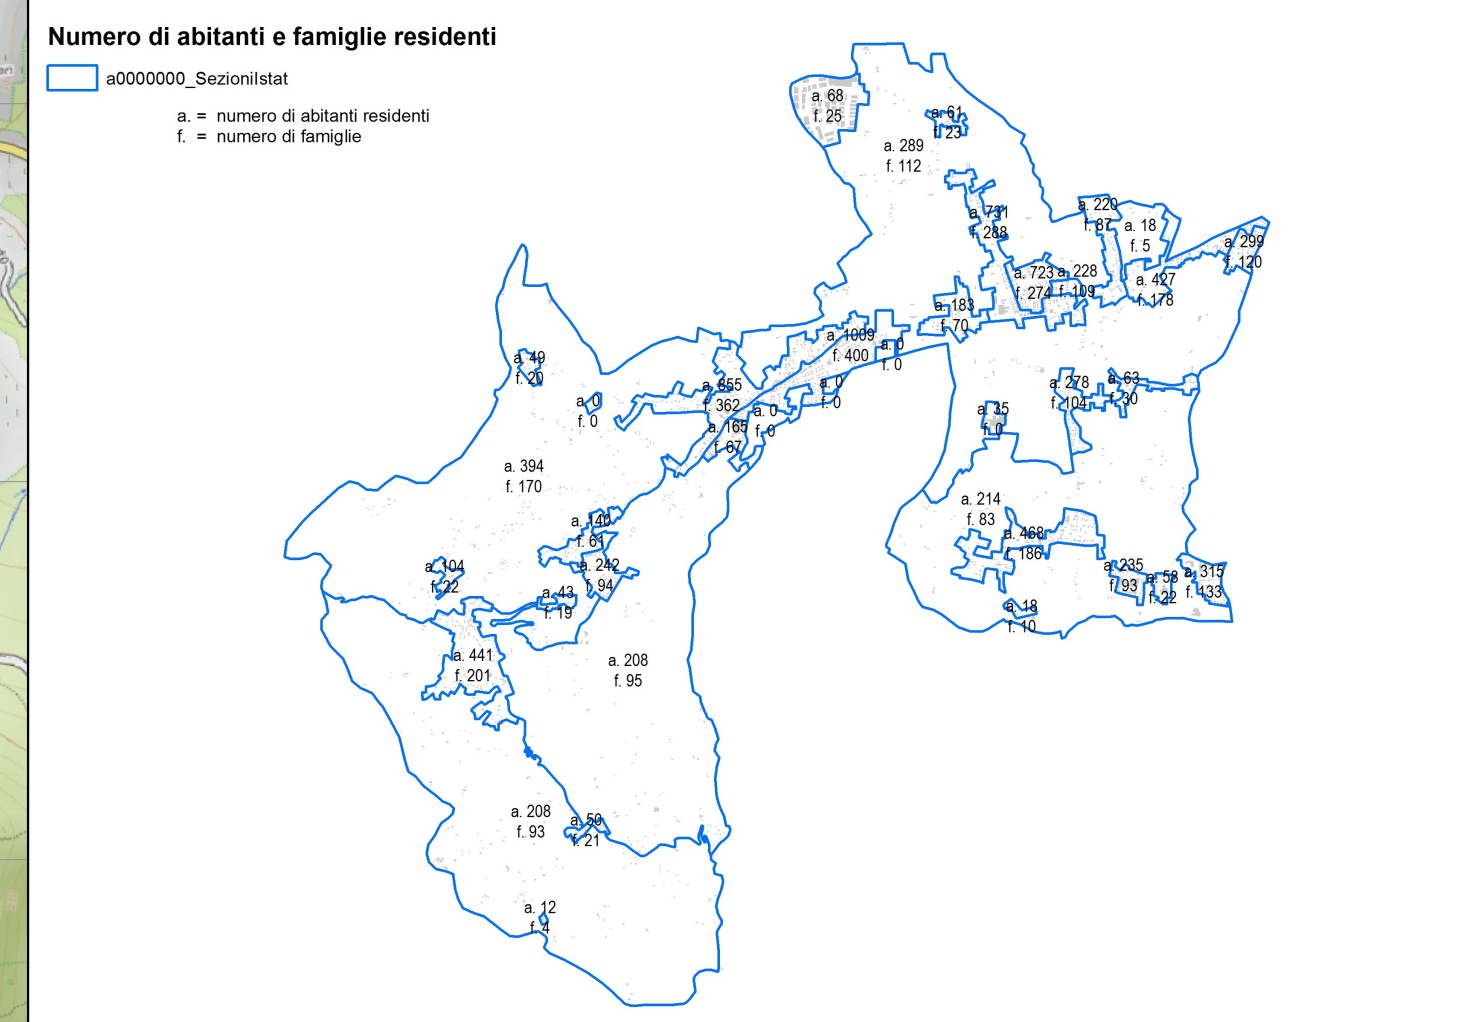 Numero di abitanti e famiglie residenti
a0000000_SezioniIstat
a. = numero di abitanti residenti
f. = numero di famiglie
a. 68
f. 25
a. 61
f. 23
a. 289
f. 112
a. 731
f. 288
a. 220
f. 87
a. 18
f. 5
a. 299
f. 120
a. 723
f. 274
a. 228
f. 109
a. 427
f. 178
a. 183
f. 70
a. 1009
f. 400
a. 0
f. 0
a. 49
f. 20
a. 0
f. 0
a. 855
f. 362
a. 0
f. 0
a. 0
f. 0
a. 165
f. 67
a. 278
f. 104
a. 63
f. 30
a. 35
f. 0
a. 394
f. 170
a. 214
f. 83
a. 140
f. 61
a. 468
f. 186
a. 104
f. 22
a. 242
f. 94
a. 235
f. 93
a. 58
f. 22
a. 315
f. 133
a. 43
f. 19
a. 18
f. 10
a. 441
f. 201
a. 208
f. 95
a. 208
f. 93
a. 50
f. 21
a. 12
f. 4